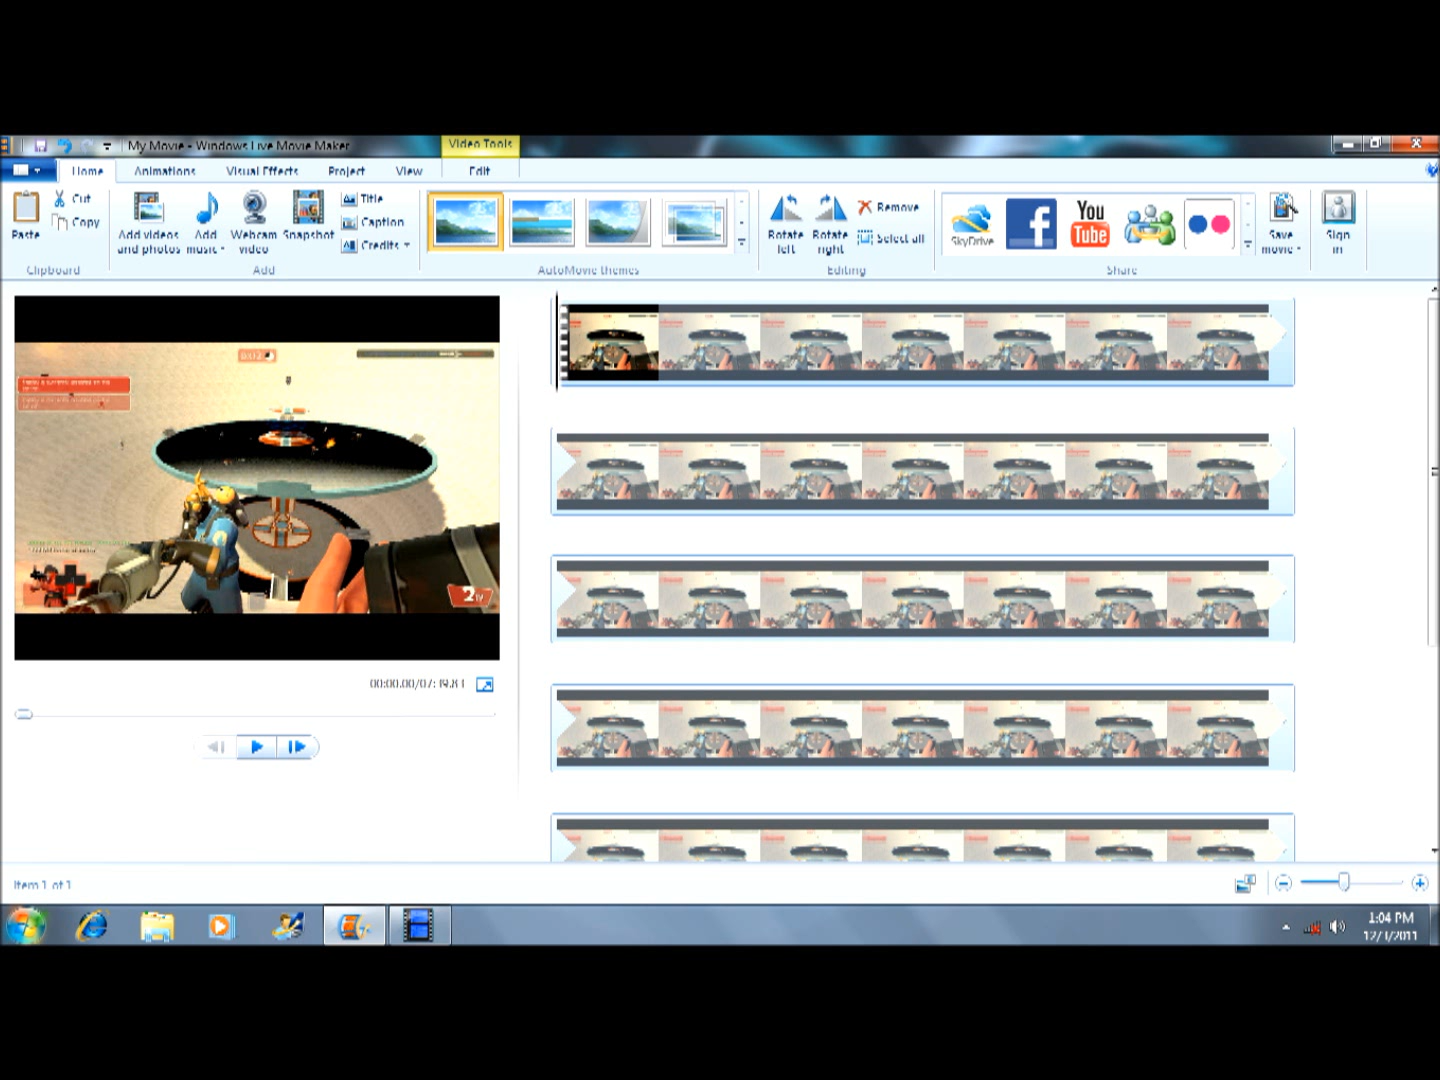 My Movie - Windows Live Movie Maker
Video Tools
Home
Animations
Visual Effects
Project
View
Edit
Paste
Cut
Copy
Clipboard
Add videos
and photos
Add
music
Webcam
video
Snapshot
Title
Caption
Credits
Add
AutoMovie themes
Rotate
left
Rotate
right
Remove
Select all
Editing
SkyDrive
You
Tube
Share
Save
movie
Sign
in
2
Item 1 of 1
1:04 PM